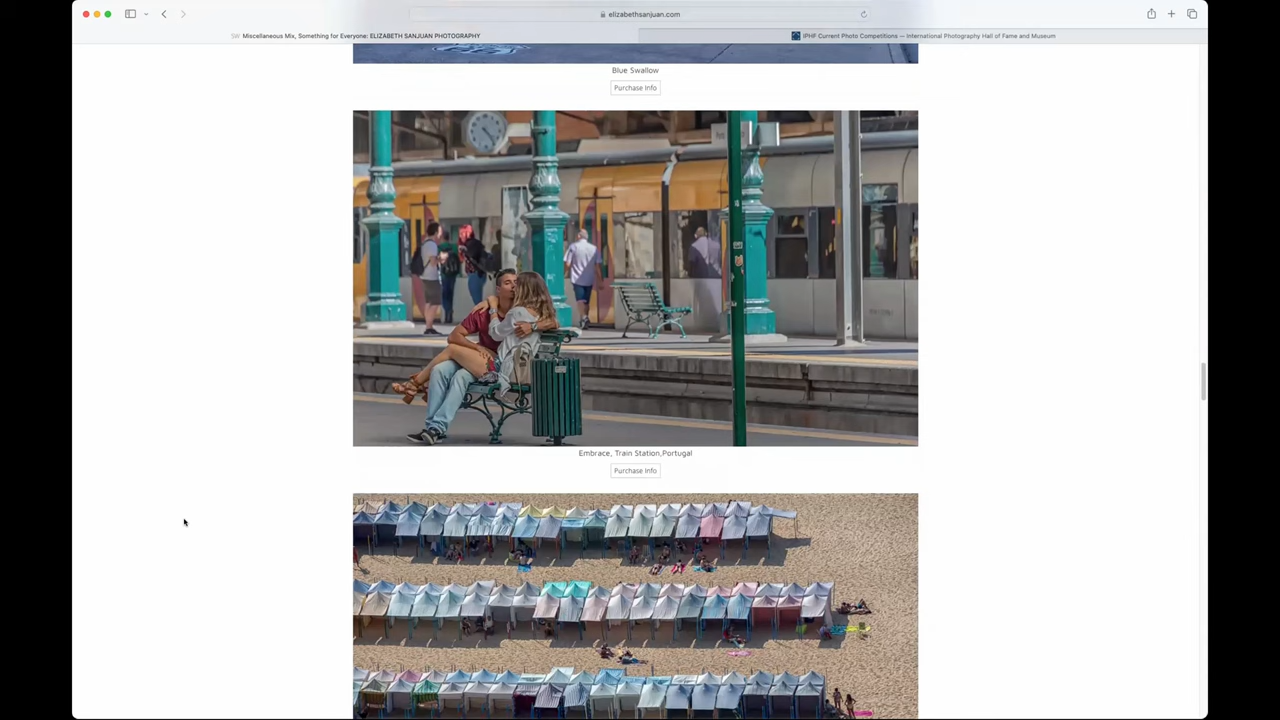 elizabethsanjuan.com
SW Miscellaneous Mix, Something for Everyone: ELIZABETH SANJUAN PHOTOGRAPHY
IPHF Current Photo Competitions — International Photography Hall of Fame and Museum
Blue Swallow
Purchase Info
Embrace, Train Station,Portugal
Purchase Info